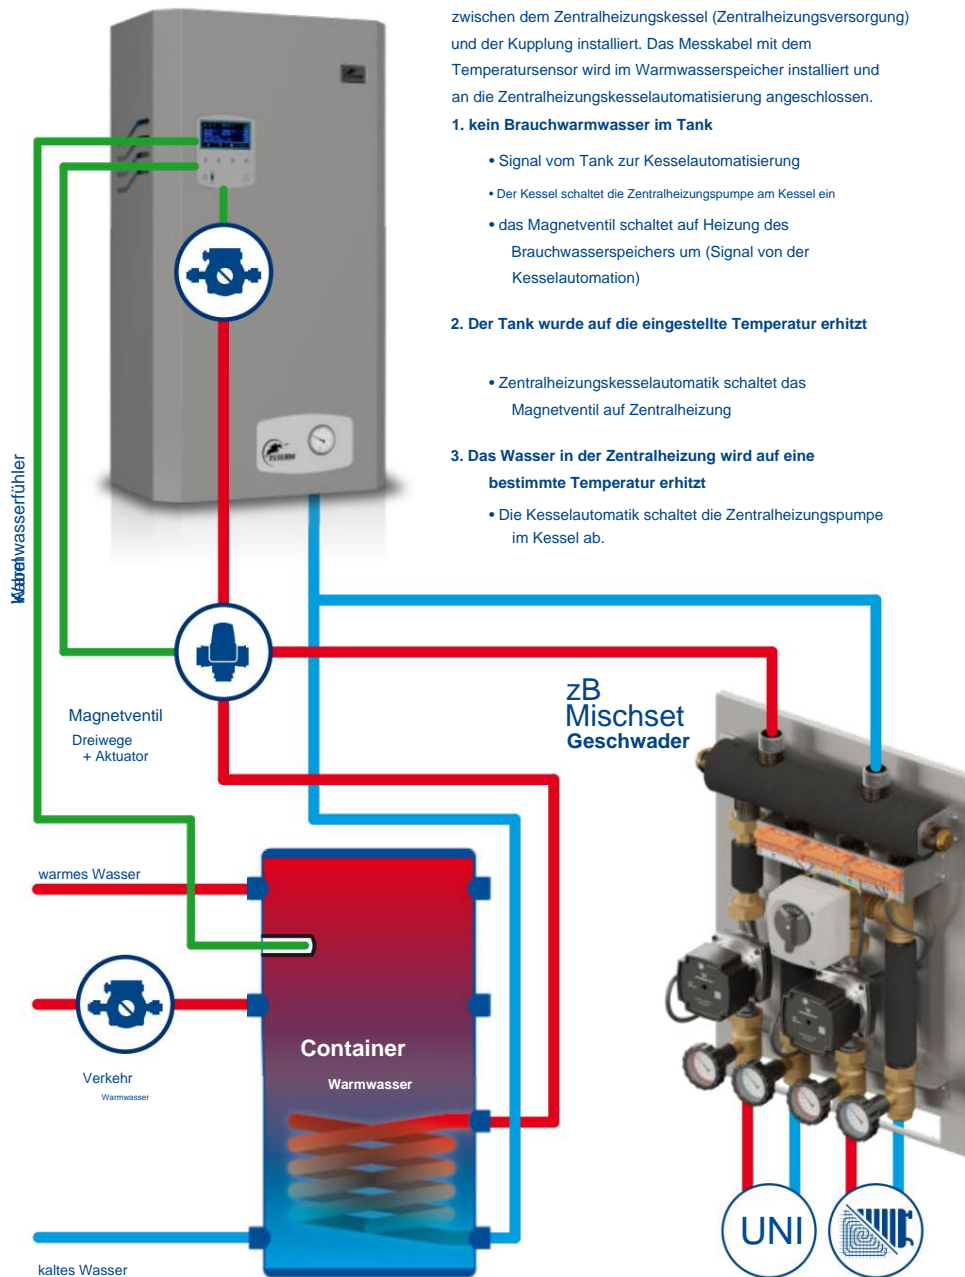 zwischen dem Zentralheizungskessel (Zentralheizungsversorgung)
und der Kupplung installiert. Das Messkabel mit dem
Temperatursensor wird im Warmwasserspeicher installiert und
an die Zentralheizungskesselautomatisierung angeschlossen.
1. kein Brauchwarmwasser im Tank
• Signal vom Tank zur Kesselautomatisierung
• Der Kessel schaltet die Zentralheizungspumpe am Kessel ein
• das Magnetventil schaltet auf Heizung des
Brauchwasserspeichers um (Signal von der
Kesselautomation)
2. Der Tank wurde auf die eingestellte Temperatur erhitzt
• Zentralheizungskesselautomatik schaltet das
Magnetventil auf Zentralheizung
3. Das Wasser in der Zentralheizung wird auf eine
bestimmte Temperatur erhitzt
• Die Kesselautomatik schaltet die Zentralheizungspumpe
im Kessel ab.
Kabel
Warmwasserfühler
Magnetventil
Dreiwege
+ Aktuator
zB
Mischset
Geschwader
warmes Wasser
Verkehr
Warmwasser
Container
Warmwasser
kaltes Wasser
UNI